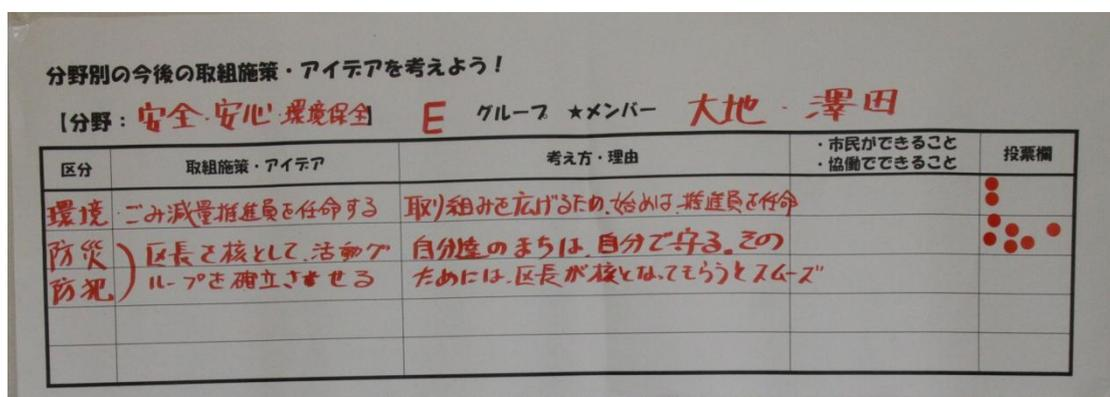 分野別の今後の取組施策・アイデアを考えよう!
【分野:安全・安心・環境保全】 E グループ ★メンバー 大地・澤田
区分 取組施策・アイデア 考え方・理由 ・市民ができること ・協働でできること 投票欄
環境 ・ごみ減量推進員を任命する 取り組みを広げるため、始めは、推進員を任命
防災 区長を核として、活動グ 自分達のまちは、自分で守る。その
防犯 ループを確立させる ためには、区長が核となってもらうとスムーズ